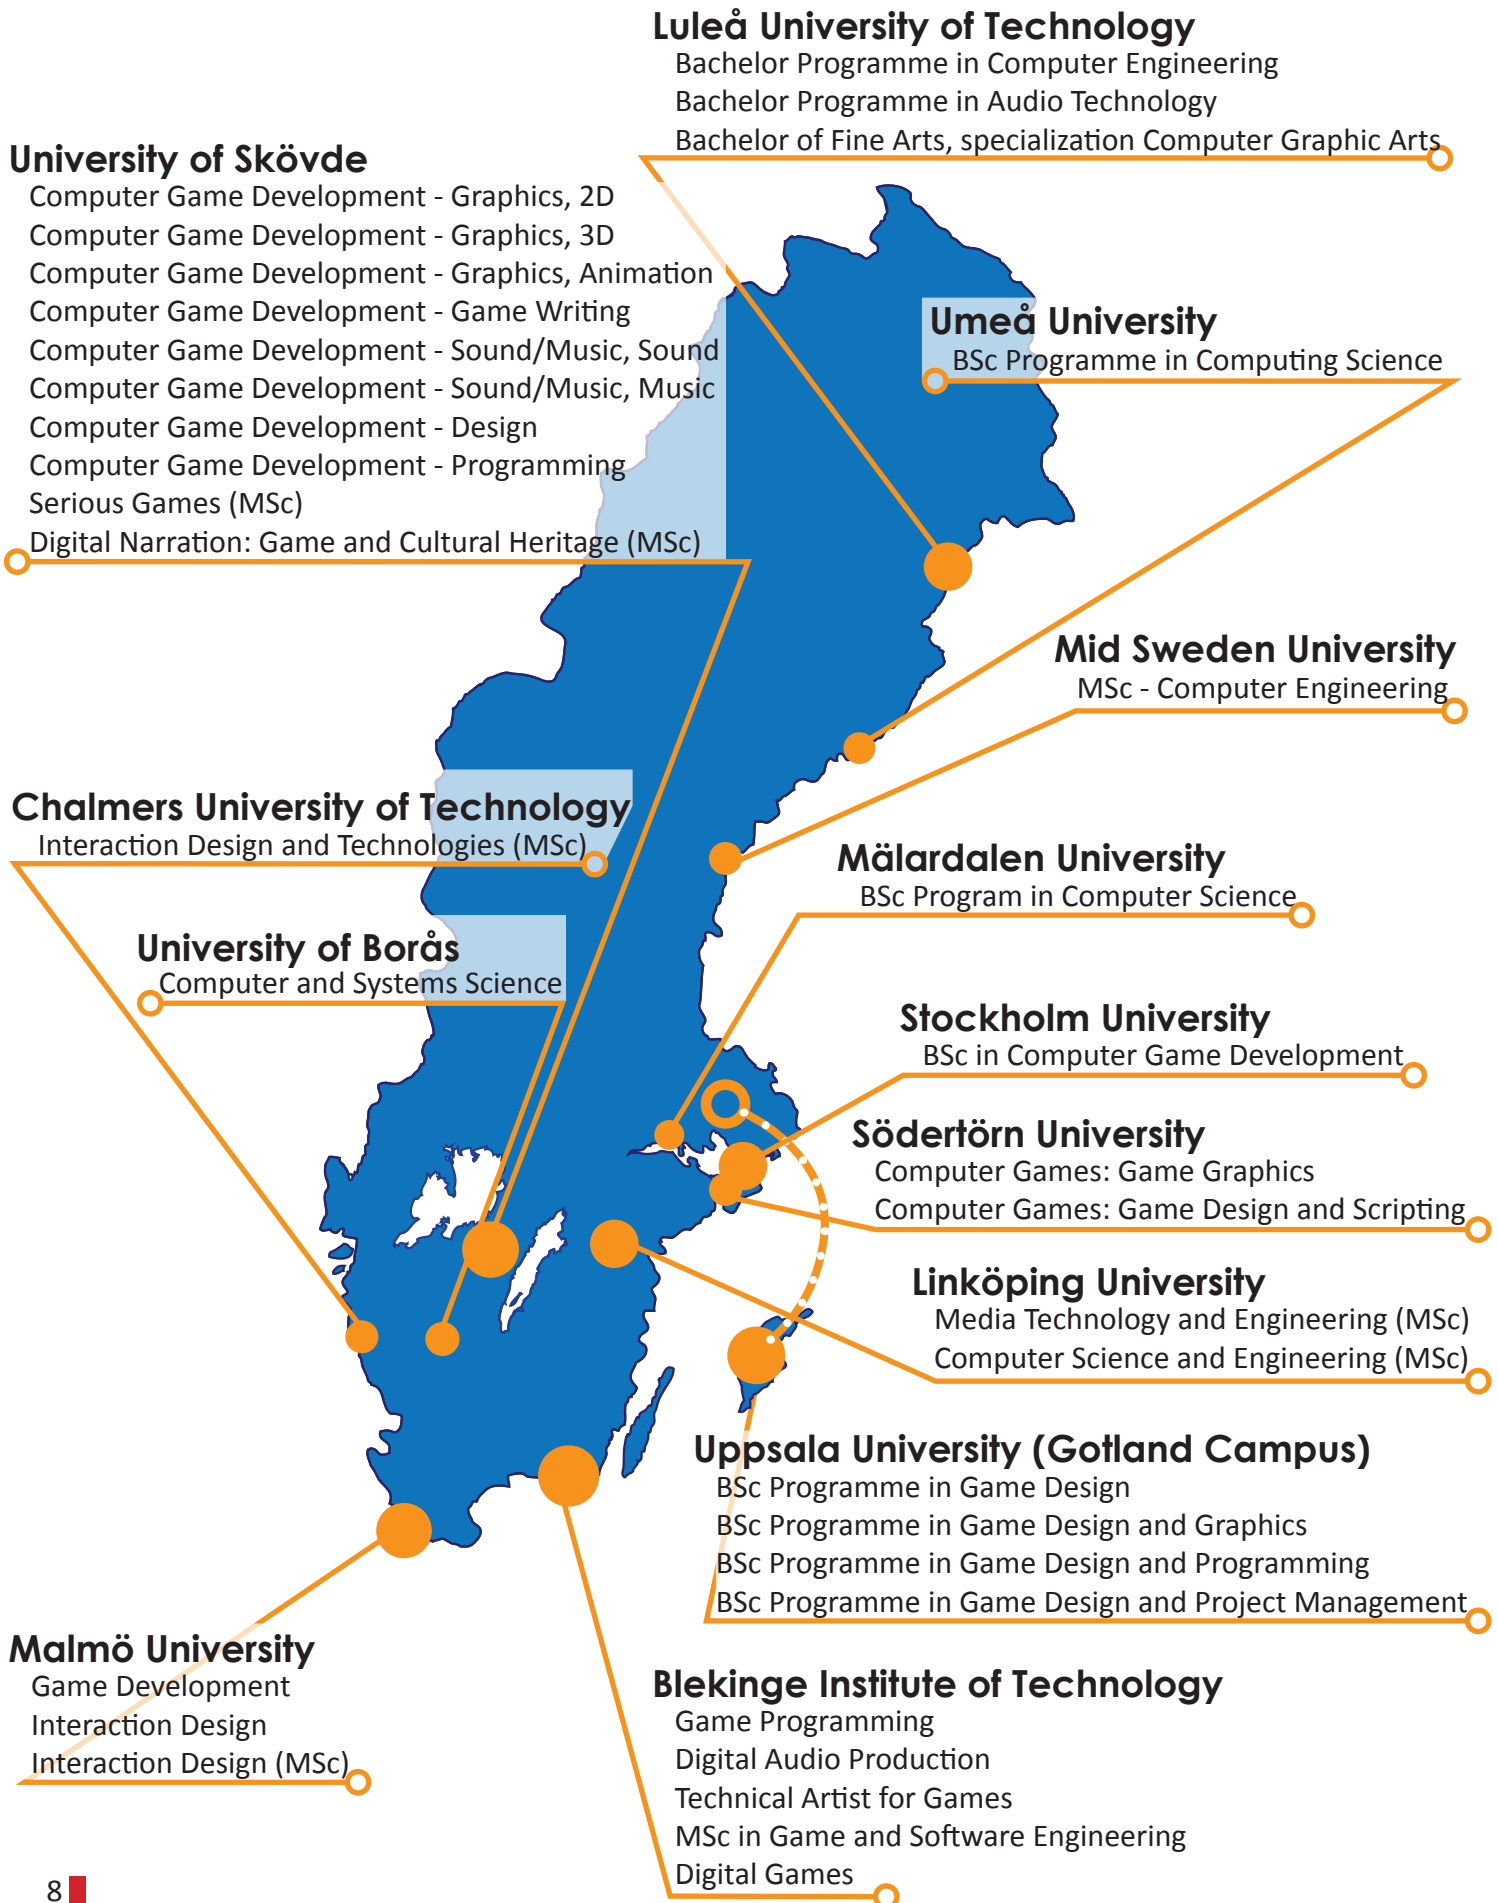 Luleå University of Technology
Bachelor Programme in Computer Engineering
Bachelor Programme in Audio Technology
Bachelor of Fine Arts, specialization Computer Graphic Arts
University of Skövde
Computer Game Development - Graphics, 2D
Computer Game Development - Graphics, 3D
Computer Game Development - Graphics, Animation
Computer Game Development - Game Writing
Computer Game Development - Sound/Music, Sound
Computer Game Development - Sound/Music, Music
Computer Game Development - Design
Computer Game Development - Programming
Serious Games (MSc)
Digital Narration: Game and Cultural Heritage (MSc)
Umeå University
BSc Programme in Computing Science
Mid Sweden University
MSc - Computer Engineering
Chalmers University of Technology
Interaction Design and Technologies (MSc)
Mälardalen University
BSc Program in Computer Science
University of Borås
Computer and Systems Science
Stockholm University
BSc in Computer Game Development
Södertörn University
Computer Games: Game Graphics
Computer Games: Game Design and Scripting
Linköping University
Media Technology and Engineering (MSc)
Computer Science and Engineering (MSc)
Uppsala University (Gotland Campus)
BSc Programme in Game Design
BSc Programme in Game Design and Graphics
BSc Programme in Game Design and Programming
BSc Programme in Game Design and Project Management
Malmö University
Game Development
Interaction Design
Interaction Design (MSc)
Blekinge Institute of Technology
Game Programming
Digital Audio Production
Technical Artist for Games
MSc in Game and Software Engineering
Digital Games
8